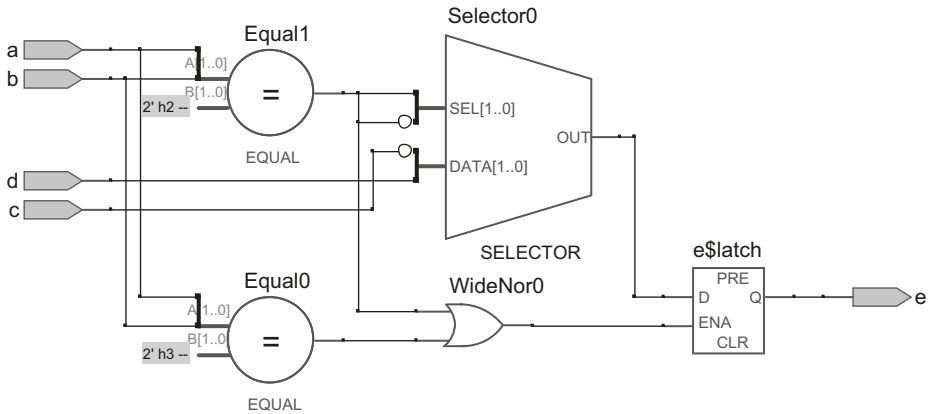 Selector0
Equal1
a
b
A[1..0]
B[1..0]
2' h2 --
=
EQUAL
SEL[1..0]
DATA[1..0]
OUT
d
c
SELECTOR
Equal0
A[1..0]
B[1..0]
2' h3 --
=
EQUAL
WideNor0
e$latch
PRE
D
Q
ENA
CLR
e